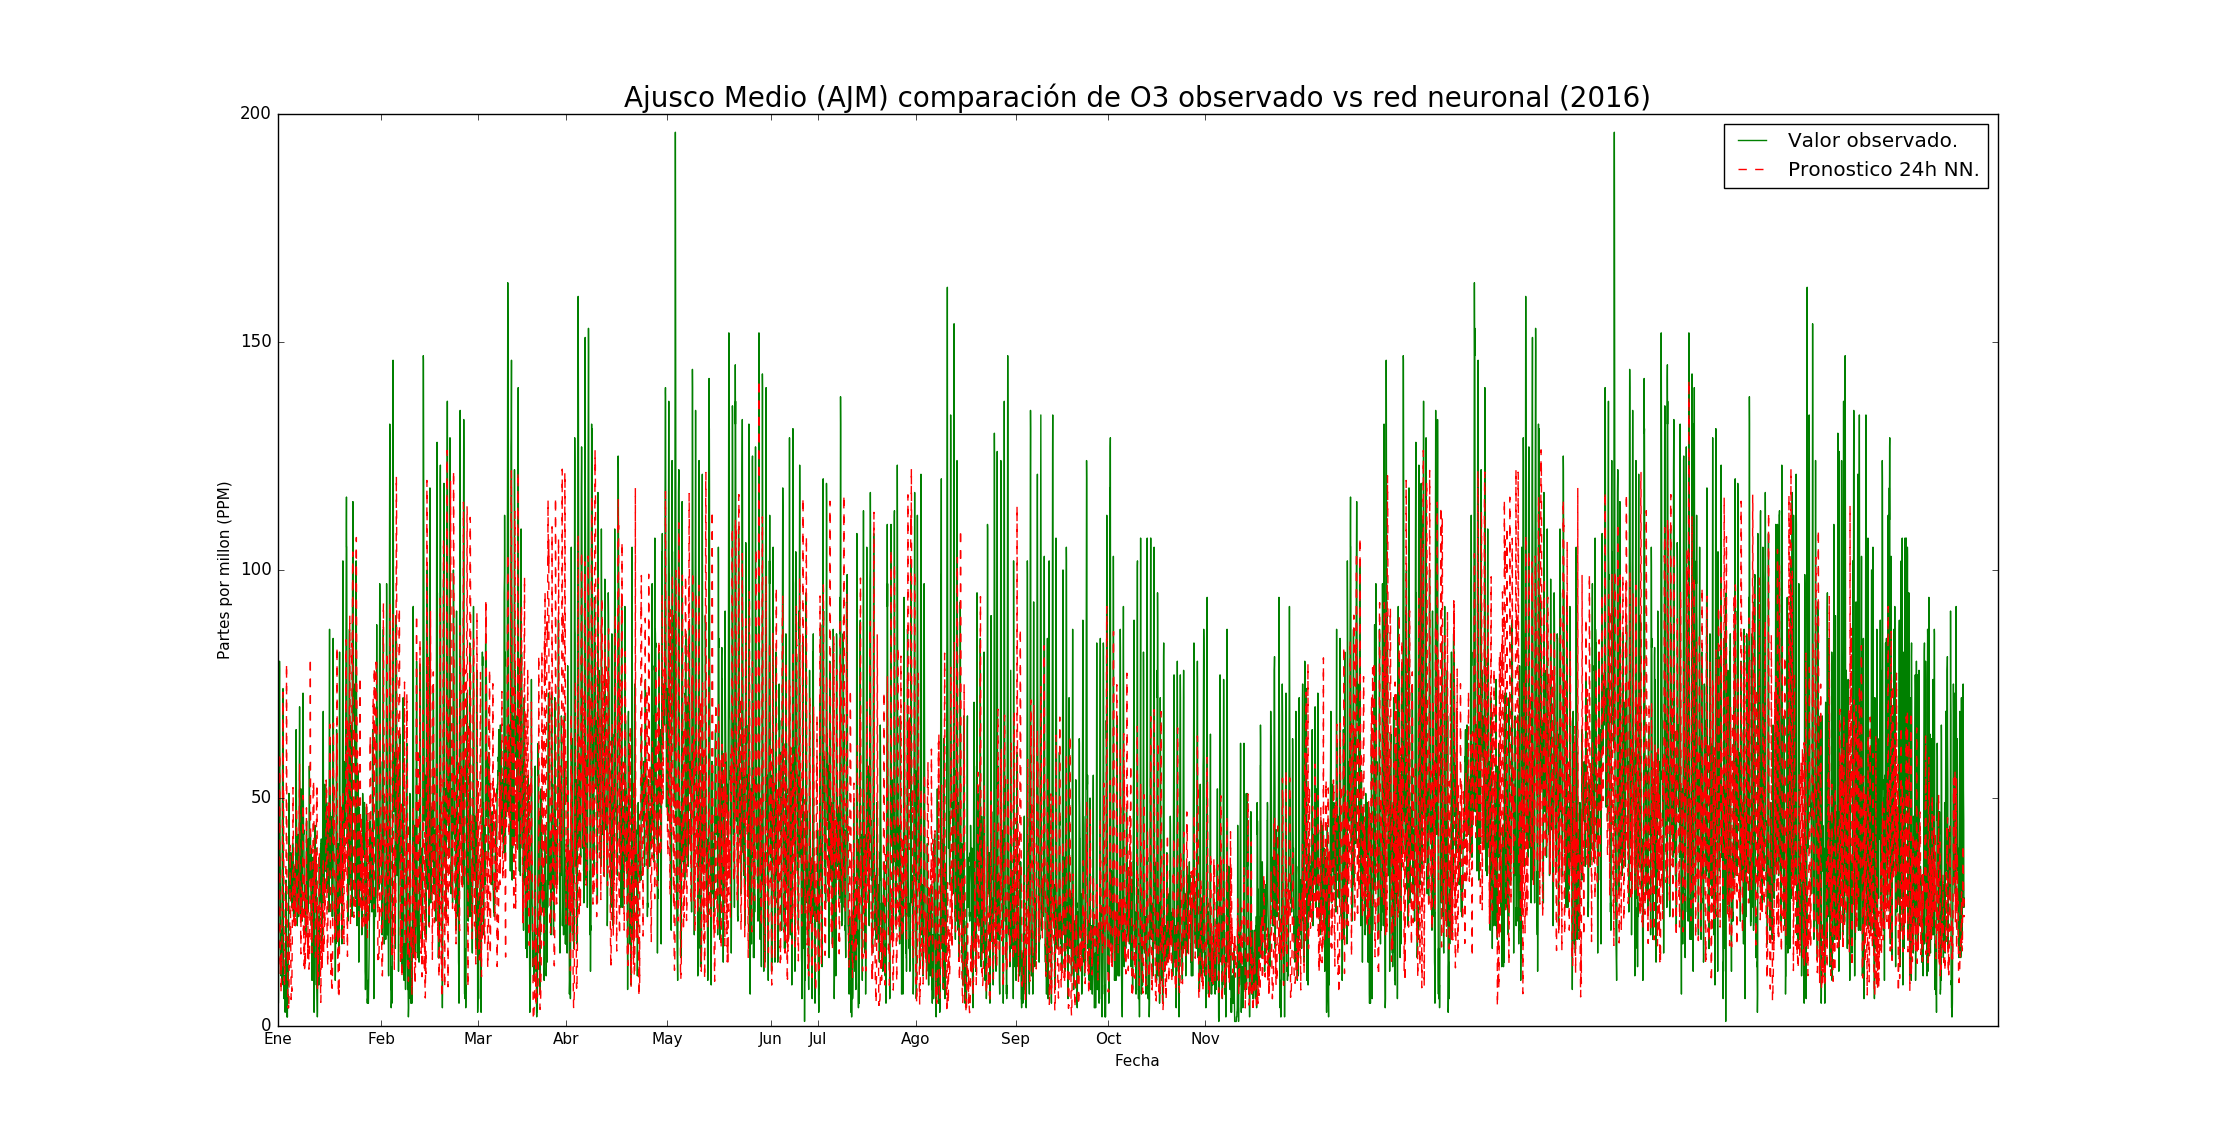 Ajusco Medio (AJM) comparación de O3 observado vs red neuronal (2016)
Valor observado.
Pronostico 24h NN.
Partes por millon (PPM)
200
150
100
50
0
Ene Feb Mar Abr May Jun Jul Ago Sep Oct Nov
Fecha